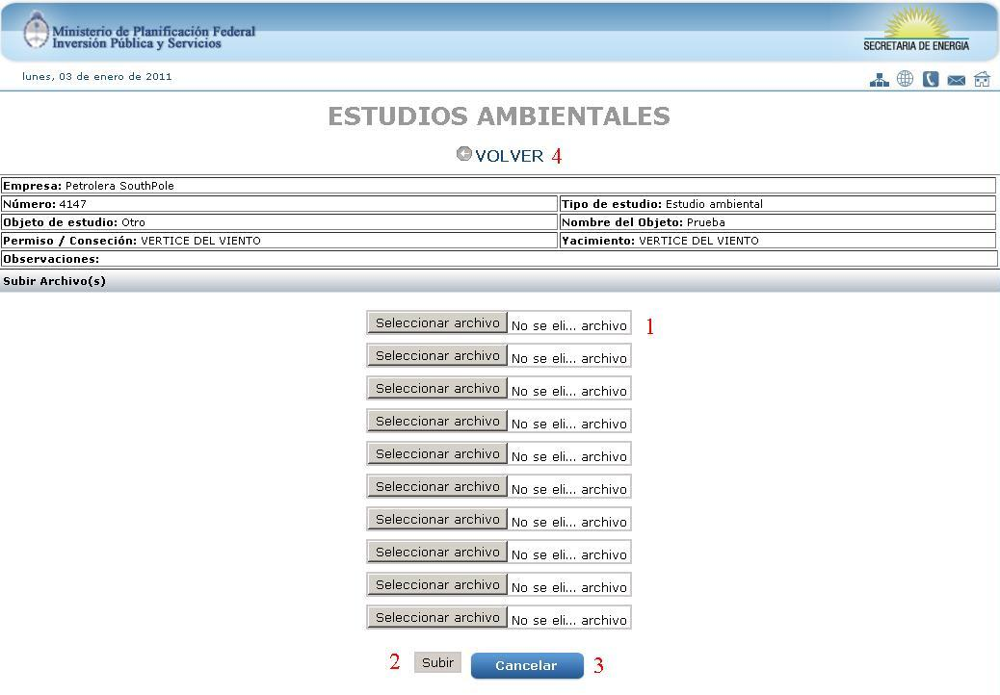 Ministerio de Planificación Federal
Inversión Pública y Servicios
SECRETARIA DE ENERGIA
lunes, 03 de enero de 2011
ESTUDIOS AMBIENTALES
VOLVER 4
Empresa: Petrolera SouthPole
Número: 4147 Tipo de estudio: Estudio ambiental
Objeto de estudio: Otro Nombre del Objeto: Prueba
Permiso / Conseción: VERTICE DEL VIENTO Yacimiento: VERTICE DEL VIENTO
Observaciones:
Subir Archivo(s)
Seleccionar archivo No se eli... archivo 1
Seleccionar archivo No se eli... archivo
Seleccionar archivo No se eli... archivo
Seleccionar archivo No se eli... archivo
Seleccionar archivo No se eli... archivo
Seleccionar archivo No se eli... archivo
Seleccionar archivo No se eli... archivo
Seleccionar archivo No se eli... archivo
Seleccionar archivo No se eli... archivo
Seleccionar archivo No se eli... archivo
2 Subir Cancelar 3